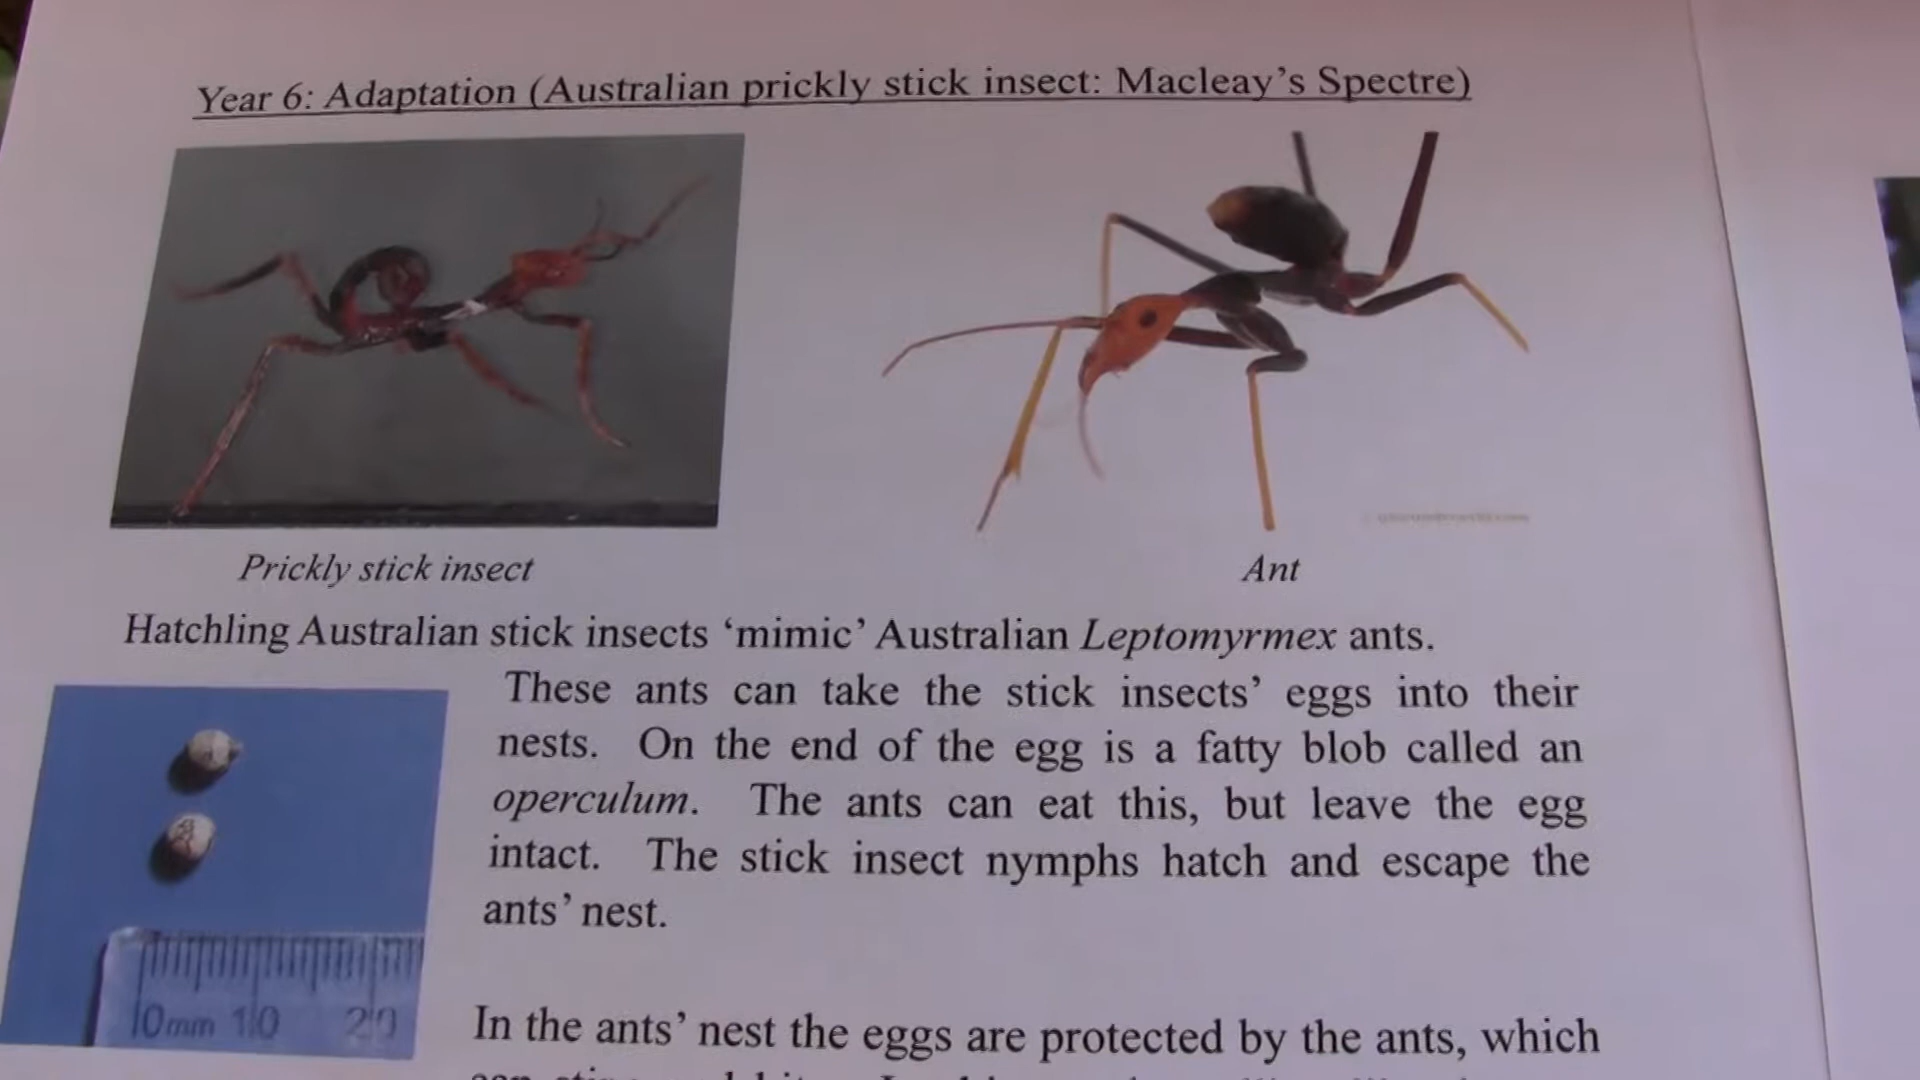 Year 6: Adaptation (Australian prickly stick insect: Macleay's Spectre)
Prickly stick insect
Ant
Hatchling Australian stick insects 'mimic' Australian Leptomyrmex ants.
These ants can take the stick insects' eggs into their
nests. On the end of the egg is a fatty blob called an
operculum. The ants can eat this, but leave the egg
intact. The stick insect nymphs hatch and escape the
ants' nest.
0mm 10 20
In the ants' nest the eggs are protected by the ants, which